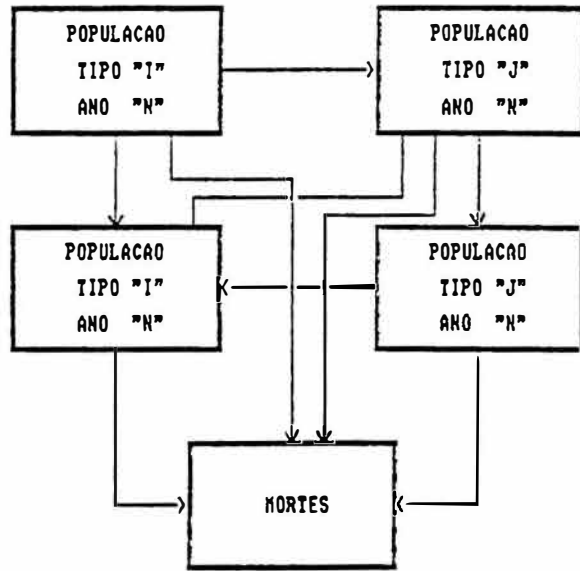 POPULACAO
TIPO "I"
ANO "N"
POPULACAO
TIPO "J"
ANO "N"
POPULACAO
TIPO "I"
ANO "N"
POPULACAO
TIPO "J"
ANO "N"
MORTES